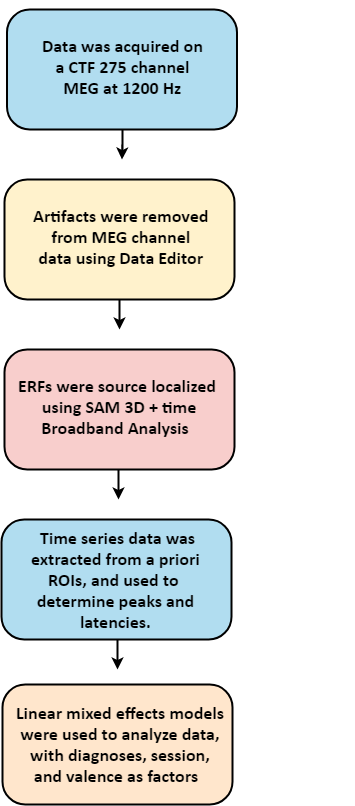 Data was acquired on
a CTF 275 channel
MEG at 1200 Hz
Artifacts were removed
from MEG channel
data using Data Editor
ERFs were source localized
using SAM 3D + time
Broadband Analysis
Time series data was
extracted from a priori
ROIs, and used to
determine peaks and
latencies.
Linear mixed effects models
were used to analyze data,
with diagnoses, session,
and valence as factors